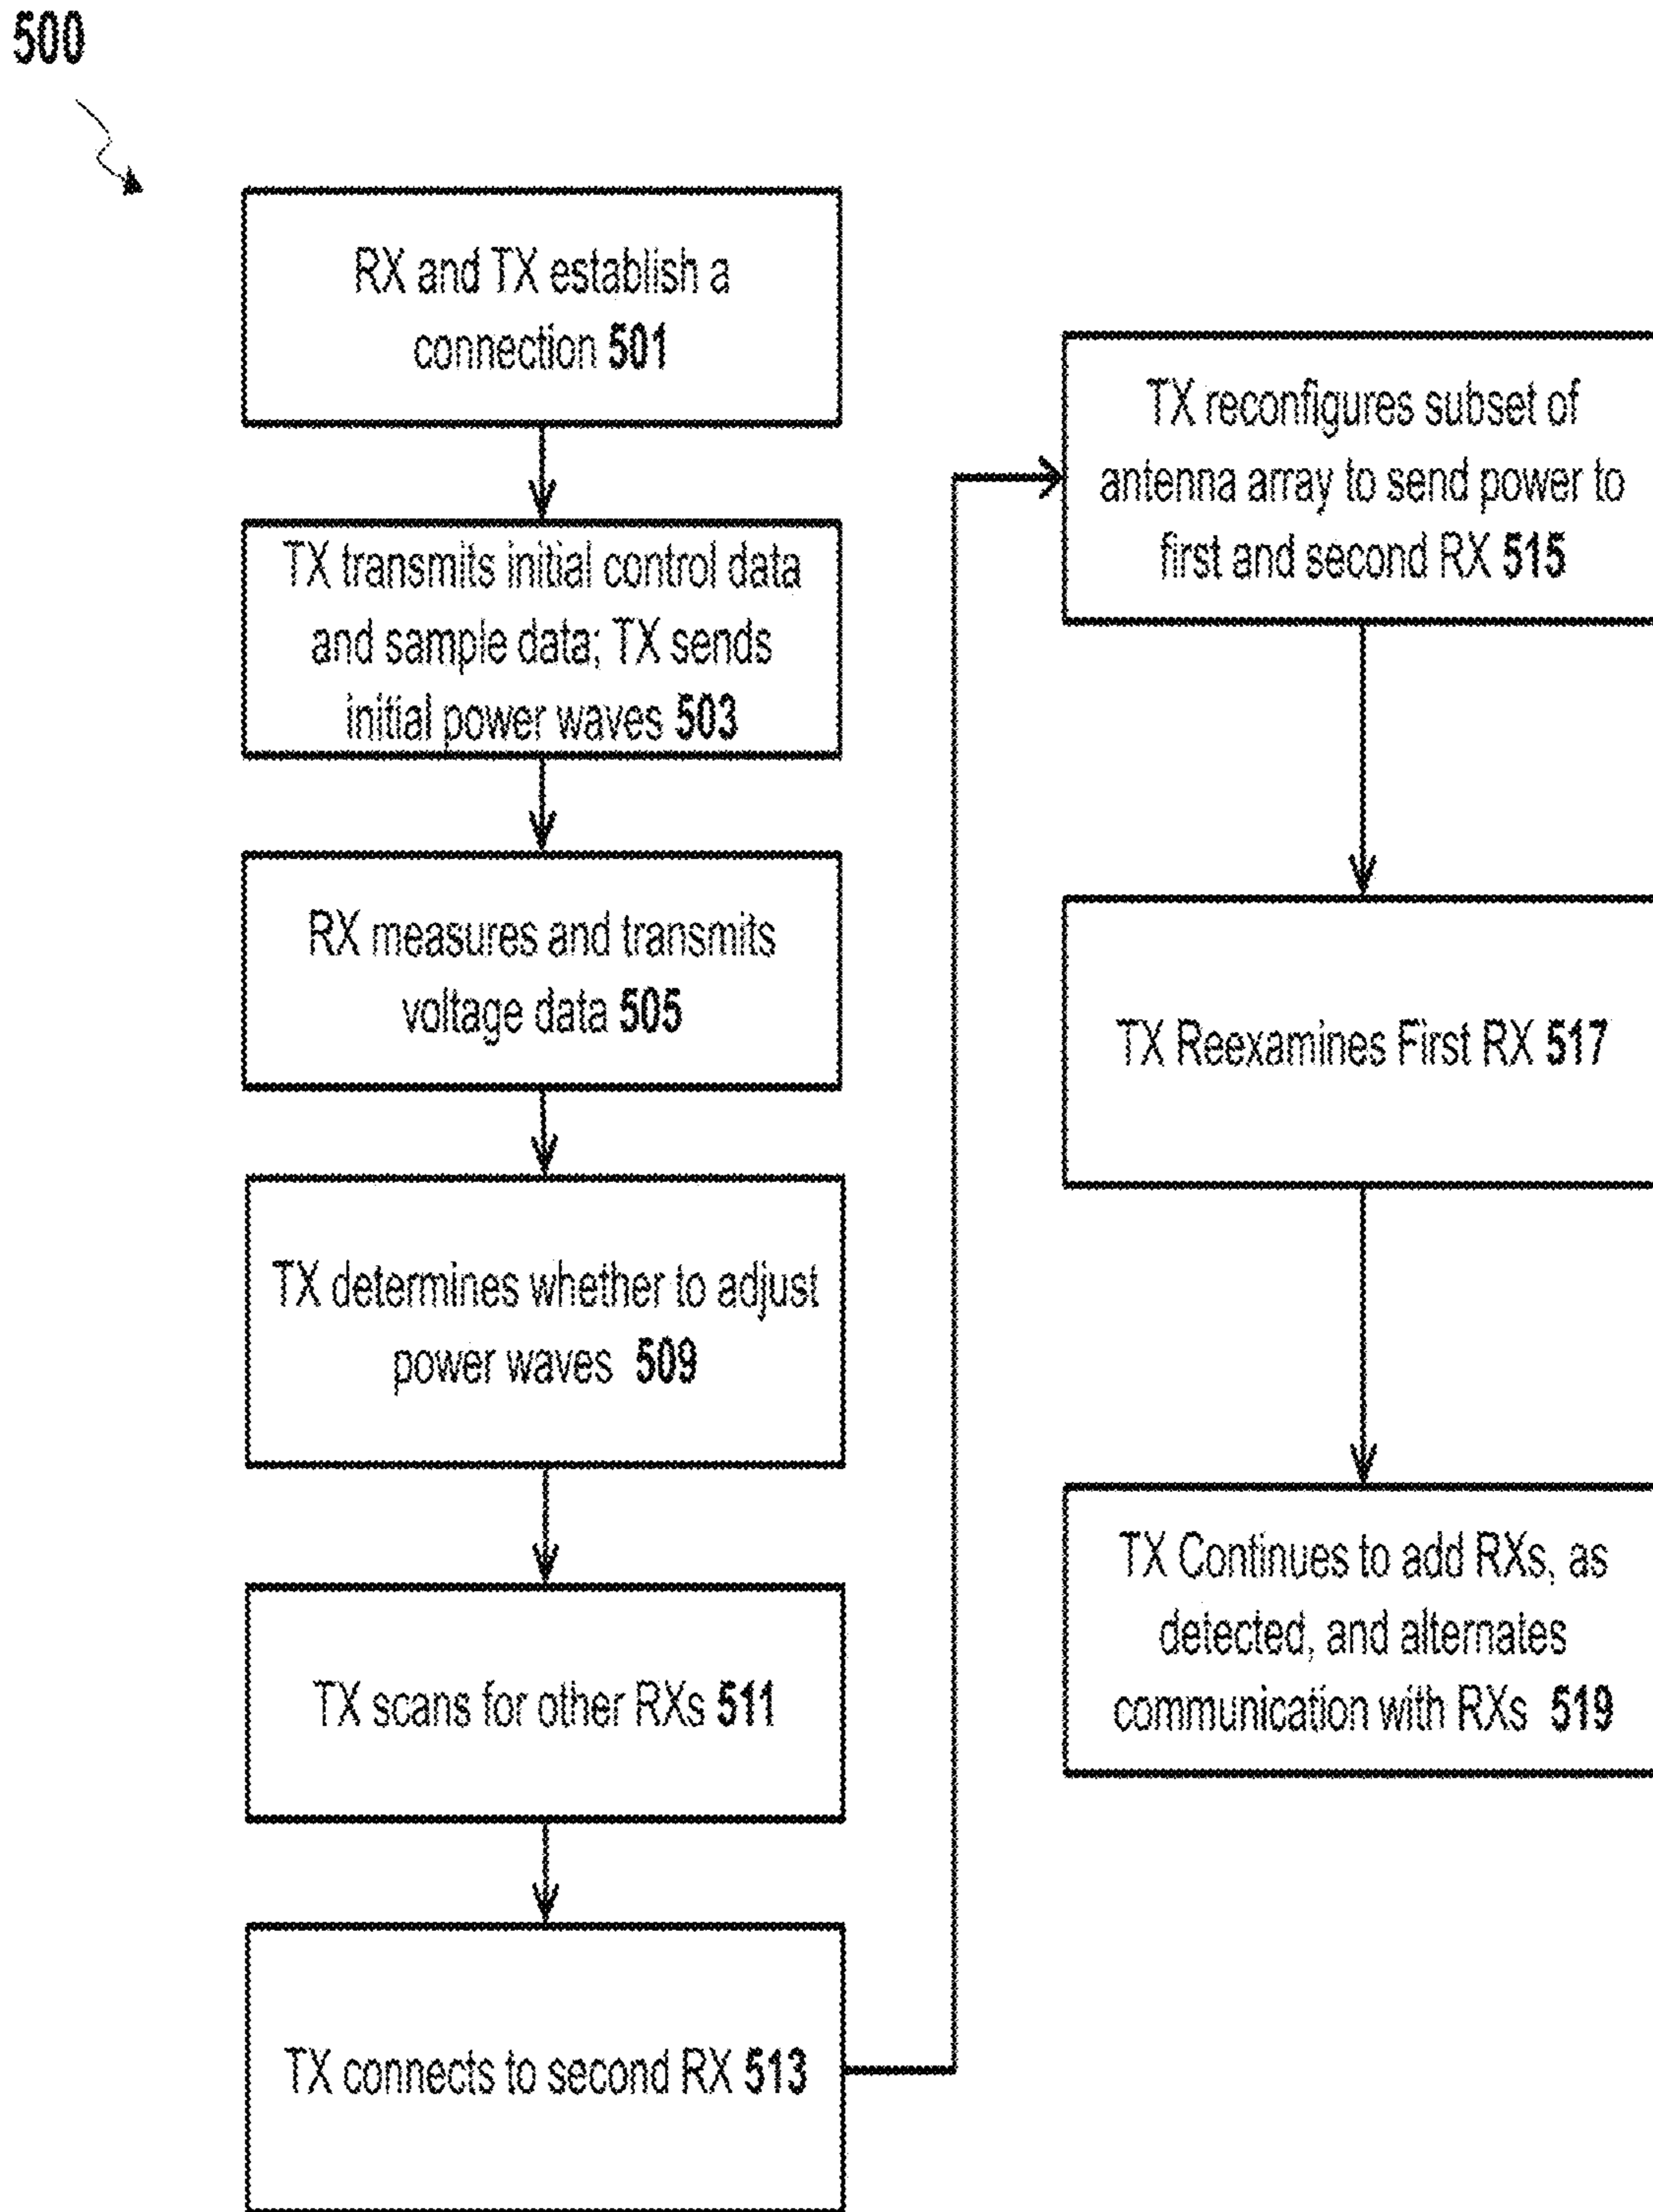 500
RX and TX establish a
connection 501
TX transmits initial control data
and sample data; TX sends
initial power waves 503
RX measures and transmits
voltage data 505
TX determines whether to adjust
power waves 509
TX scans for other RXs 511
TX connects to second RX 513
TX reconfigures subset of
antenna array to send power to
first and second RX 515
TX Reexamines First RX 517
TX Continues to add RXs, as
detected, and alternates
communication with RXs 519